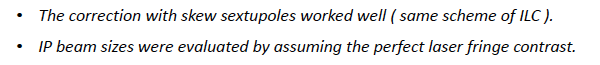 • The correction with skew sextupoles worked well ( same scheme of ILC ).
• IP beam sizes were evaluated by assuming the perfect laser fringe contrast.